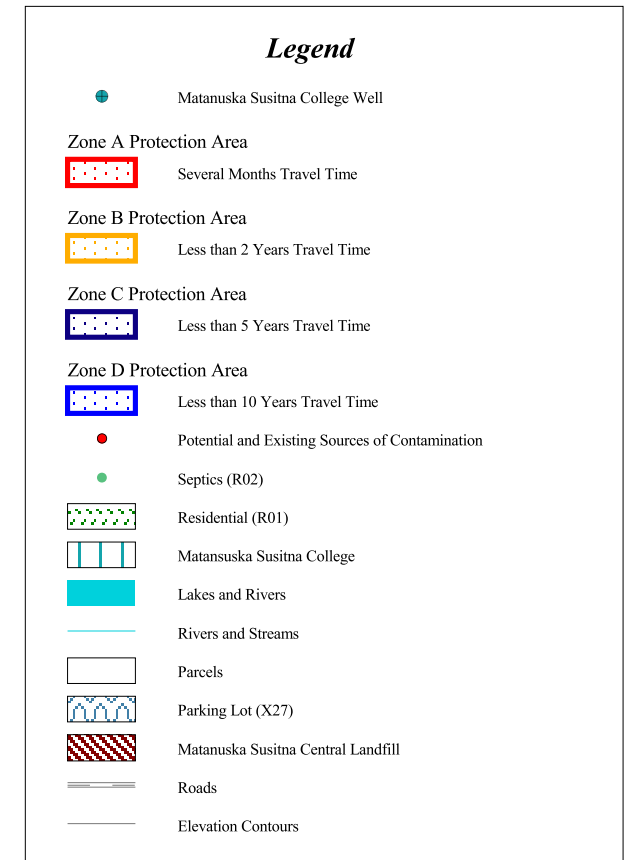 Legend
Matanuska Susitna College Well
Zone A Protection Area
Several Months Travel Time
Zone B Protection Area
Less than 2 Years Travel Time
Zone C Protection Area
Less than 5 Years Travel Time
Zone D Protection Area
Less than 10 Years Travel Time
Potential and Existing Sources of Contamination
Septics (R02)
Residential (R01)
Matansuska Susitna College
Lakes and Rivers
Rivers and Streams
Parcels
Parking Lot (X27)
Matanuska Susitna Central Landfill
Roads
Elevation Contours